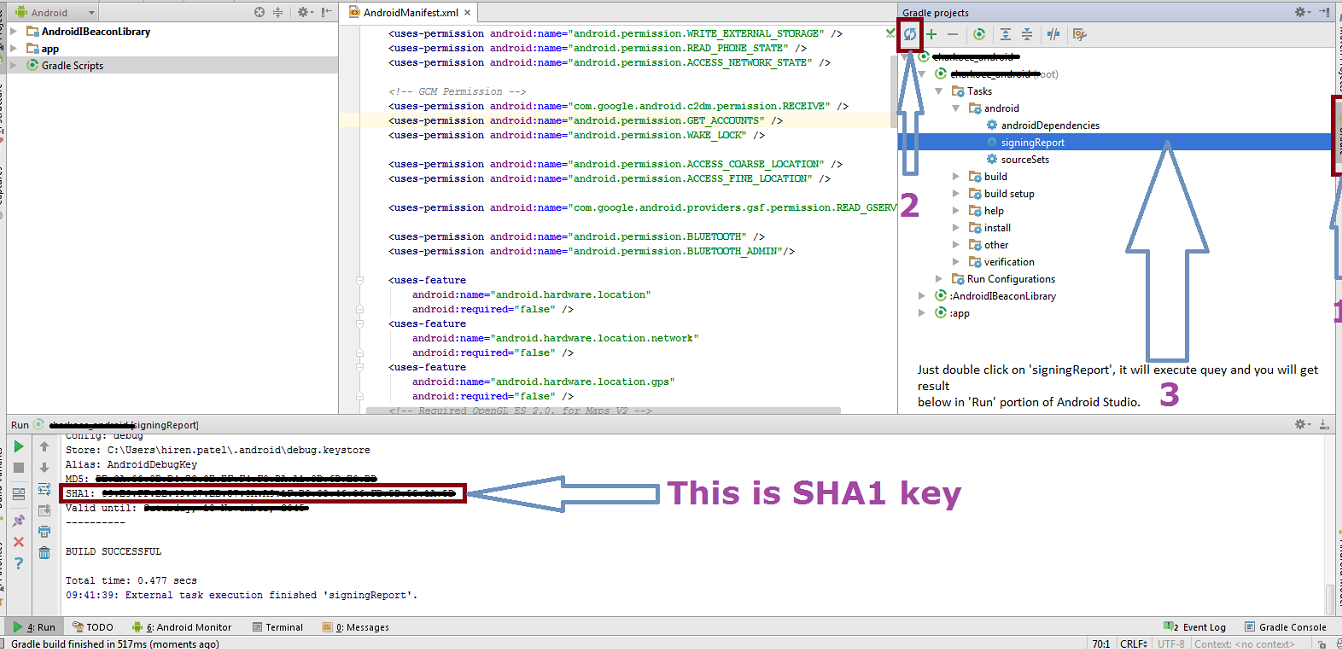 Android
AndroidIBeaconLibrary
app
Gradle Scripts
AndroidManifest.xml
<uses-permission android:name="android.permission.WRITE_EXTERNAL_STORAGE" />
<uses-permission android:name="android.permission.READ_PHONE_STATE" />
<uses-permission android:name="android.permission.ACCESS_NETWORK_STATE" />
<!-- GCM Permission -->
<uses-permission android:name="com.google.android.c2dm.permission.RECEIVE" />
<uses-permission android:name="android.permission.GET_ACCOUNTS" />
<uses-permission android:name="android.permission.WAKE_LOCK" />
<uses-permission android:name="android.permission.ACCESS_COARSE_LOCATION" />
<uses-permission android:name="android.permission.ACCESS_FINE_LOCATION" />
<uses-permission android:name="com.google.android.providers.gsf.permission.READ_GSERV
<uses-permission android:name="android.permission.BLUETOOTH" />
<uses-permission android:name="android.permission.BLUETOOTH_ADMIN"/>
<uses-feature
android:name="android.hardware.location"
android:required="false" />
<uses-feature
android:name="android.hardware.location.network"
android:required="false" />
<uses-feature
android:name="android.hardware.location.gps"
android:required="false" />
<!-- Required OpenGL ES 2.0. for Maps V2 -->
Gradle projects
Tasks
android
androidDependencies
signingReport
sourceSets
build
build setup
help
install
other
verification
Run Configurations
:AndroidIBeaconLibrary
:app
2
1
Just double click on 'signingReport', it will execute quey and you will get
result
below in 'Run' portion of Android Studio.
3
Run [signingReport]
Config: debug
Store: C:\Users\hiren.patel\.android\debug.keystore
Alias: AndroidDebugKey
MD5:
SHA1:
This is SHA1 key
Valid until:
----------
BUILD SUCCESSFUL
Total time: 0.477 secs
09:41:39: External task execution finished 'signingReport'.
4: Run TODO 6: Android Monitor Terminal 0: Messages 2 Event Log Gradle Console
Gradle build finished in 517ms (moments ago) 70:1 CRLF÷ UTF-8 Context: <no context>